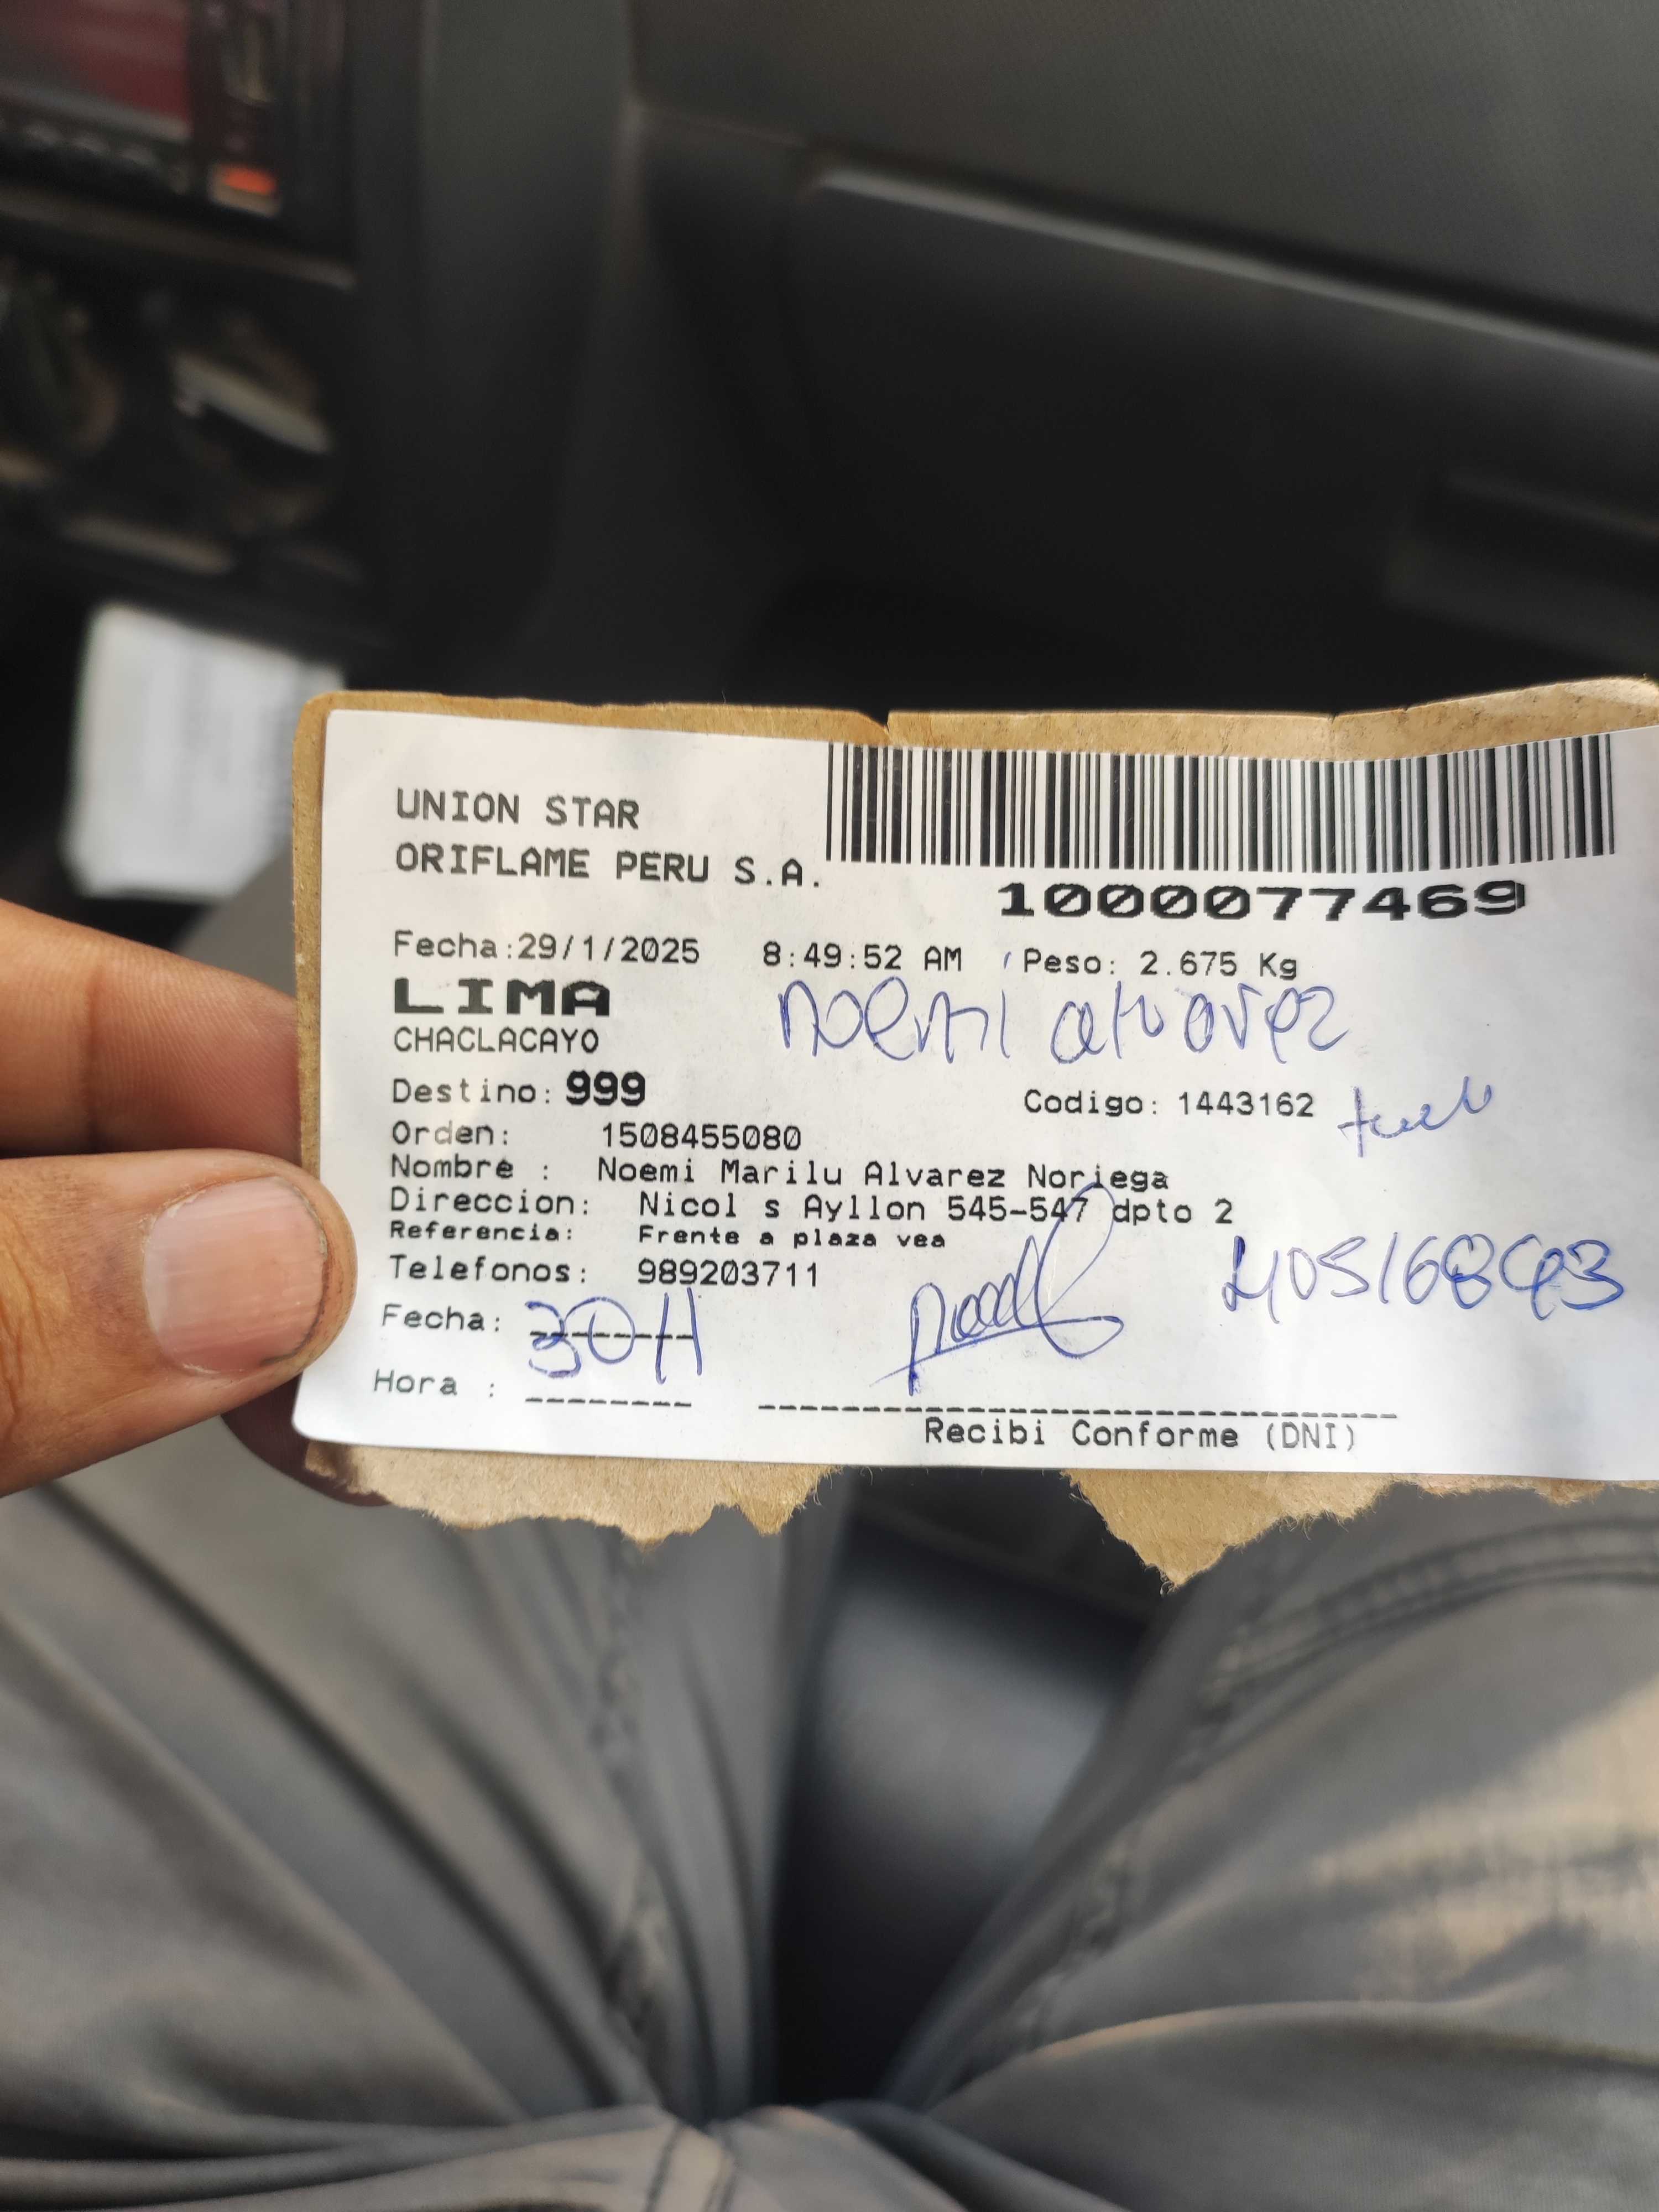 UNION STAR
ORIFLAME PERU S.A.
1000077469
Fecha:29/1/2025 8:49:52 AM Peso: 2.675 Kg
LIMA
noemi alvarez
CHACLACAYO
Destino: 999 Codigo: 1443162
Orden: 1508455080
Nombre : Noemi Marilu Alvarez Noriega
Direccion: Nicol s Ayllon 545-547 dpto 2
Referencia: Frente a plaza vea
Telefonos: 989203711
Fecha: 30 1
Hora :
Recibi Conforme (DNI)